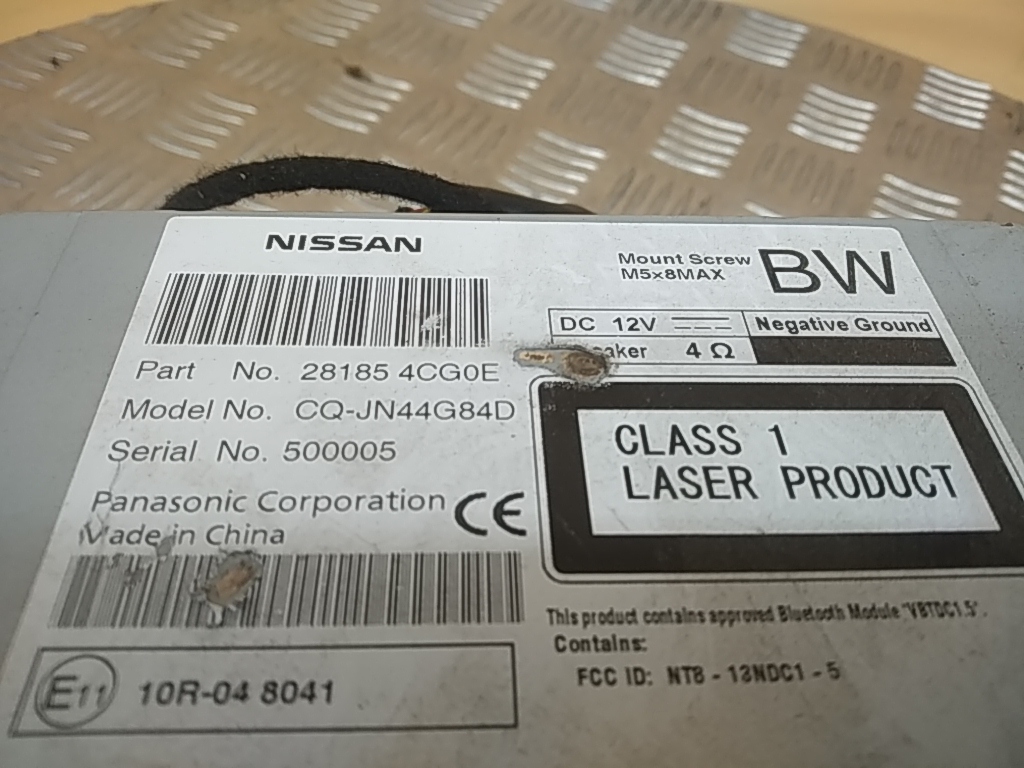 NISSAN
Mount Screw
M5x8MAX
BW
DC 12V
Negative Ground
4 Ω
Part No. 28185 4CG0E
Model No. CQ-JN44G84D
Serial No. 500005
CLASS 1
LASER PRODUCT
Panasonic Corporation
Made in China
CE
This product contains approved Bluetooth Module "VBTDC1.5".
Contains:
FCC ID: NT8 - 13NDC1 - 5
E11
10R-04 8041